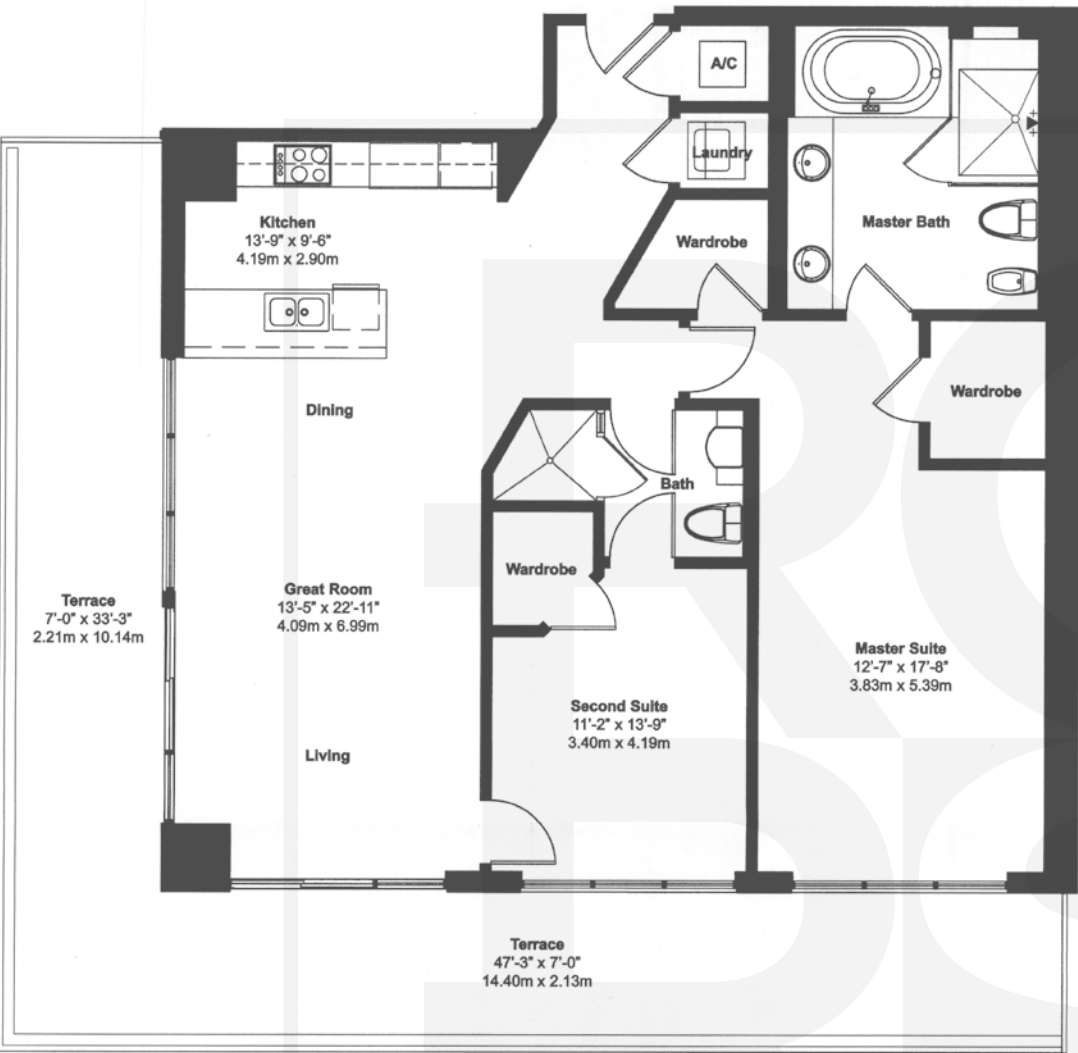 A/C
Laundry
Kitchen
13'-9" x 9'-6"
4.19m x 2.90m
Wardrobe
Master Bath
Wardrobe
Dining
Bath
Wardrobe
Terrace
7'-0" x 33'-3"
2.21m x 10.14m
Great Room
13'-5" x 22'-11"
4.09m x 6.99m
Master Suite
12'-7" x 17'-8"
3.83m x 5.39m
Second Suite
11'-2" x 13'-9"
3.40m x 4.19m
Living
Terrace
47'-3" x 7'-0"
14.40m x 2.13m